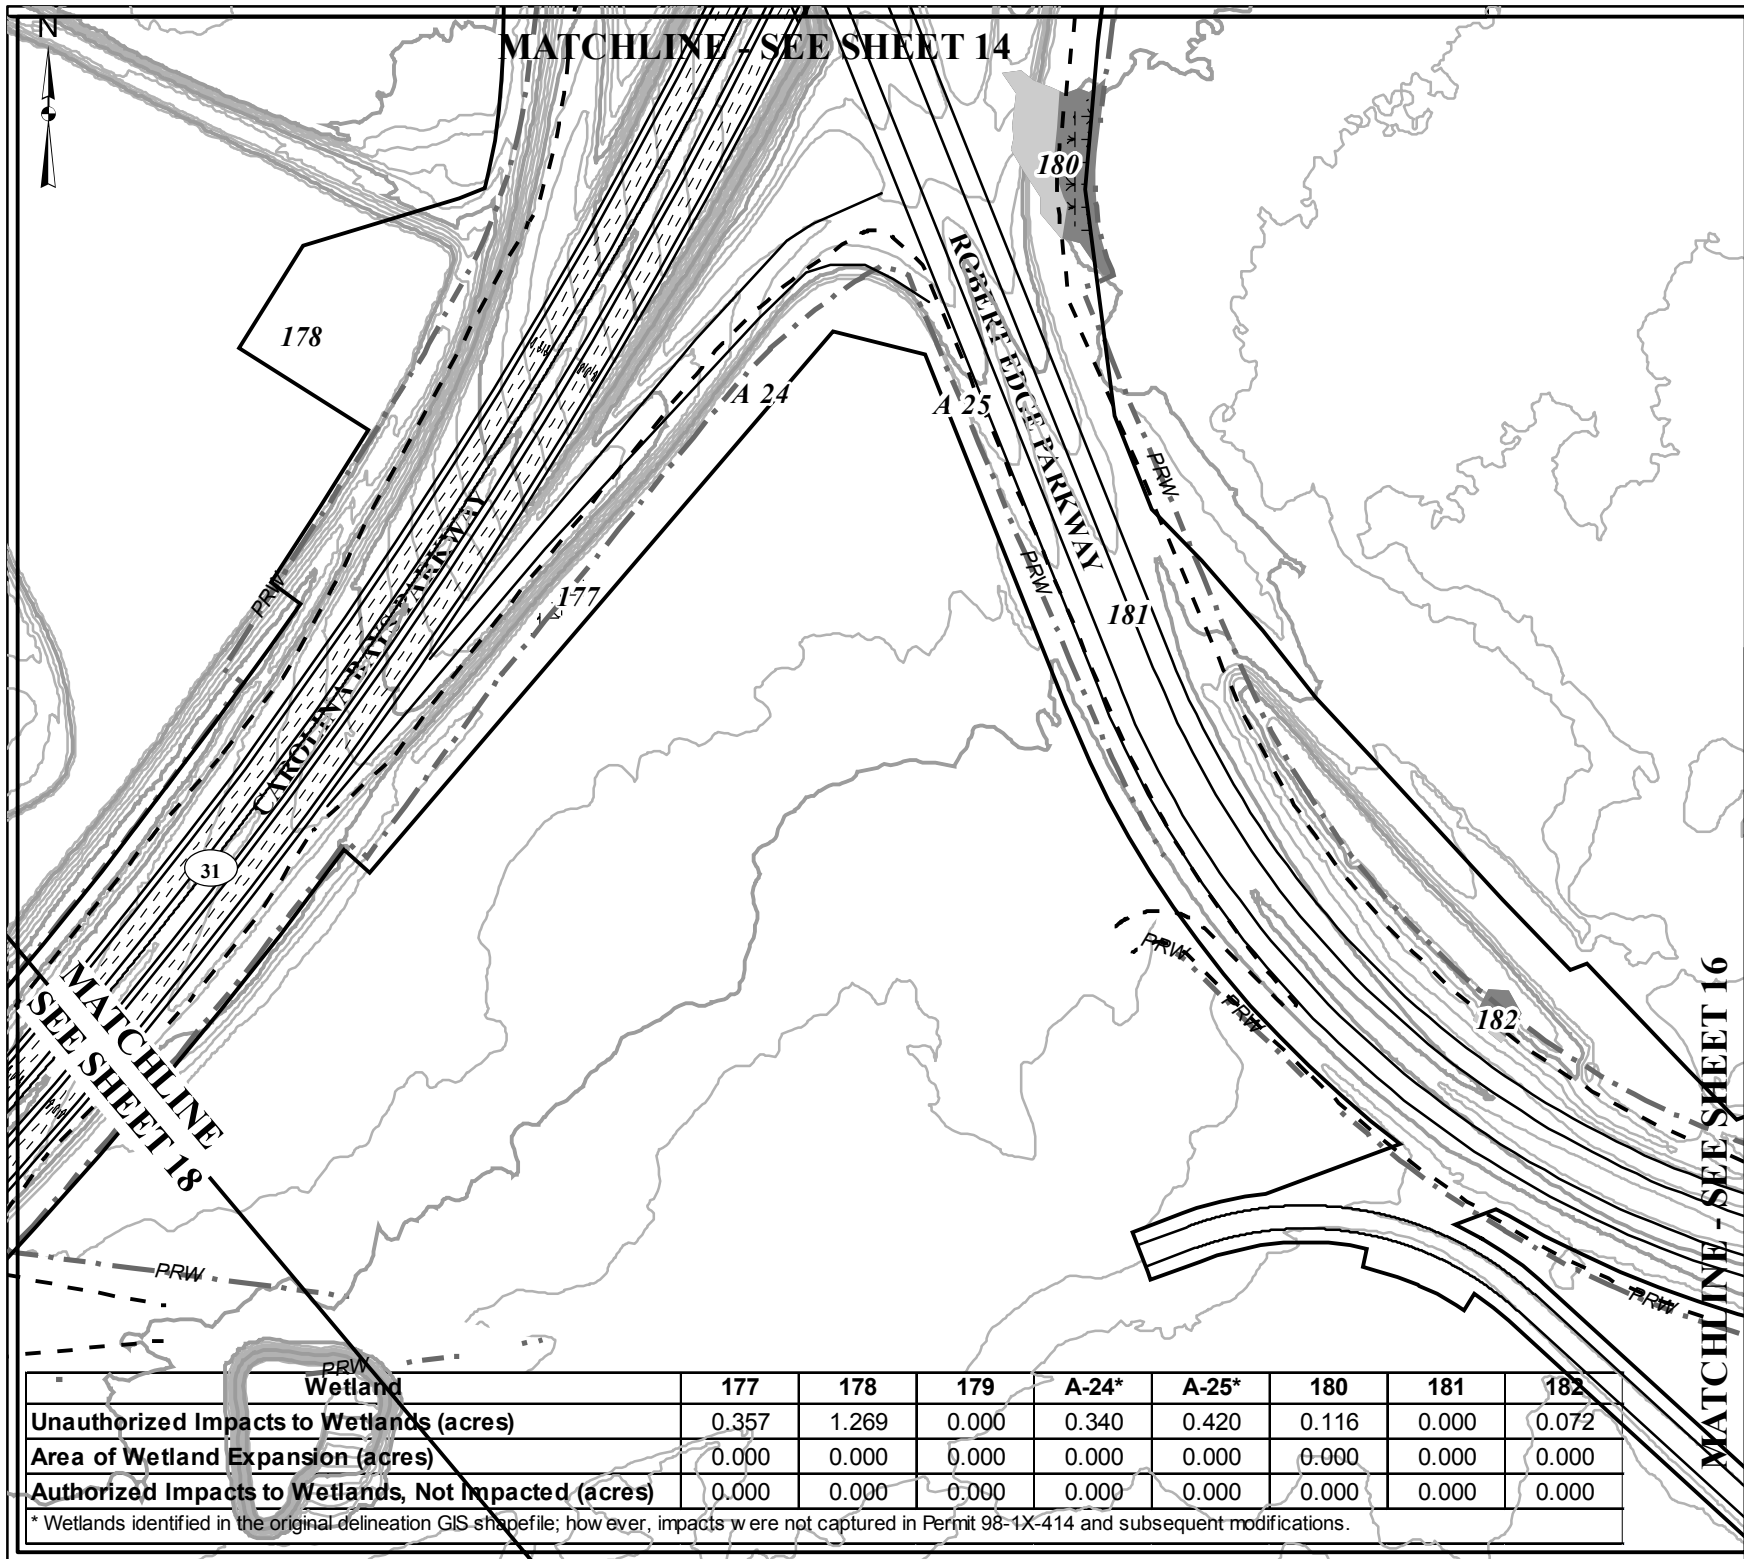 N
MATCHLINE - SEE SHEET 14
180
ROBERT EDGE PARKWAY
178
A 24
A 25
PRW
PRW
PRW
177
181
CAROLINA BAYS PARKWAY
31
PRW
PRW
182
MATCHLINE
SEE SHEET 18
MATCHLINE - SEE SHEET 16
PRW
PRW
PRW
Wetland 177 178 179 A-24* A-25* 180 181 182
Unauthorized Impacts to Wetlands (acres) 0.357 1.269 0.000 0.340 0.420 0.116 0.000 0.072
Area of Wetland Expansion (acres) 0.000 0.000 0.000 0.000 0.000 0.000 0.000 0.000
Authorized Impacts to Wetlands, Not Impacted (acres) 0.000 0.000 0.000 0.000 0.000 0.000 0.000 0.000
* Wetlands identified in the original delineation GIS shapefile; however, impacts were not captured in Permit 98-1X-414 and subsequent modifications.